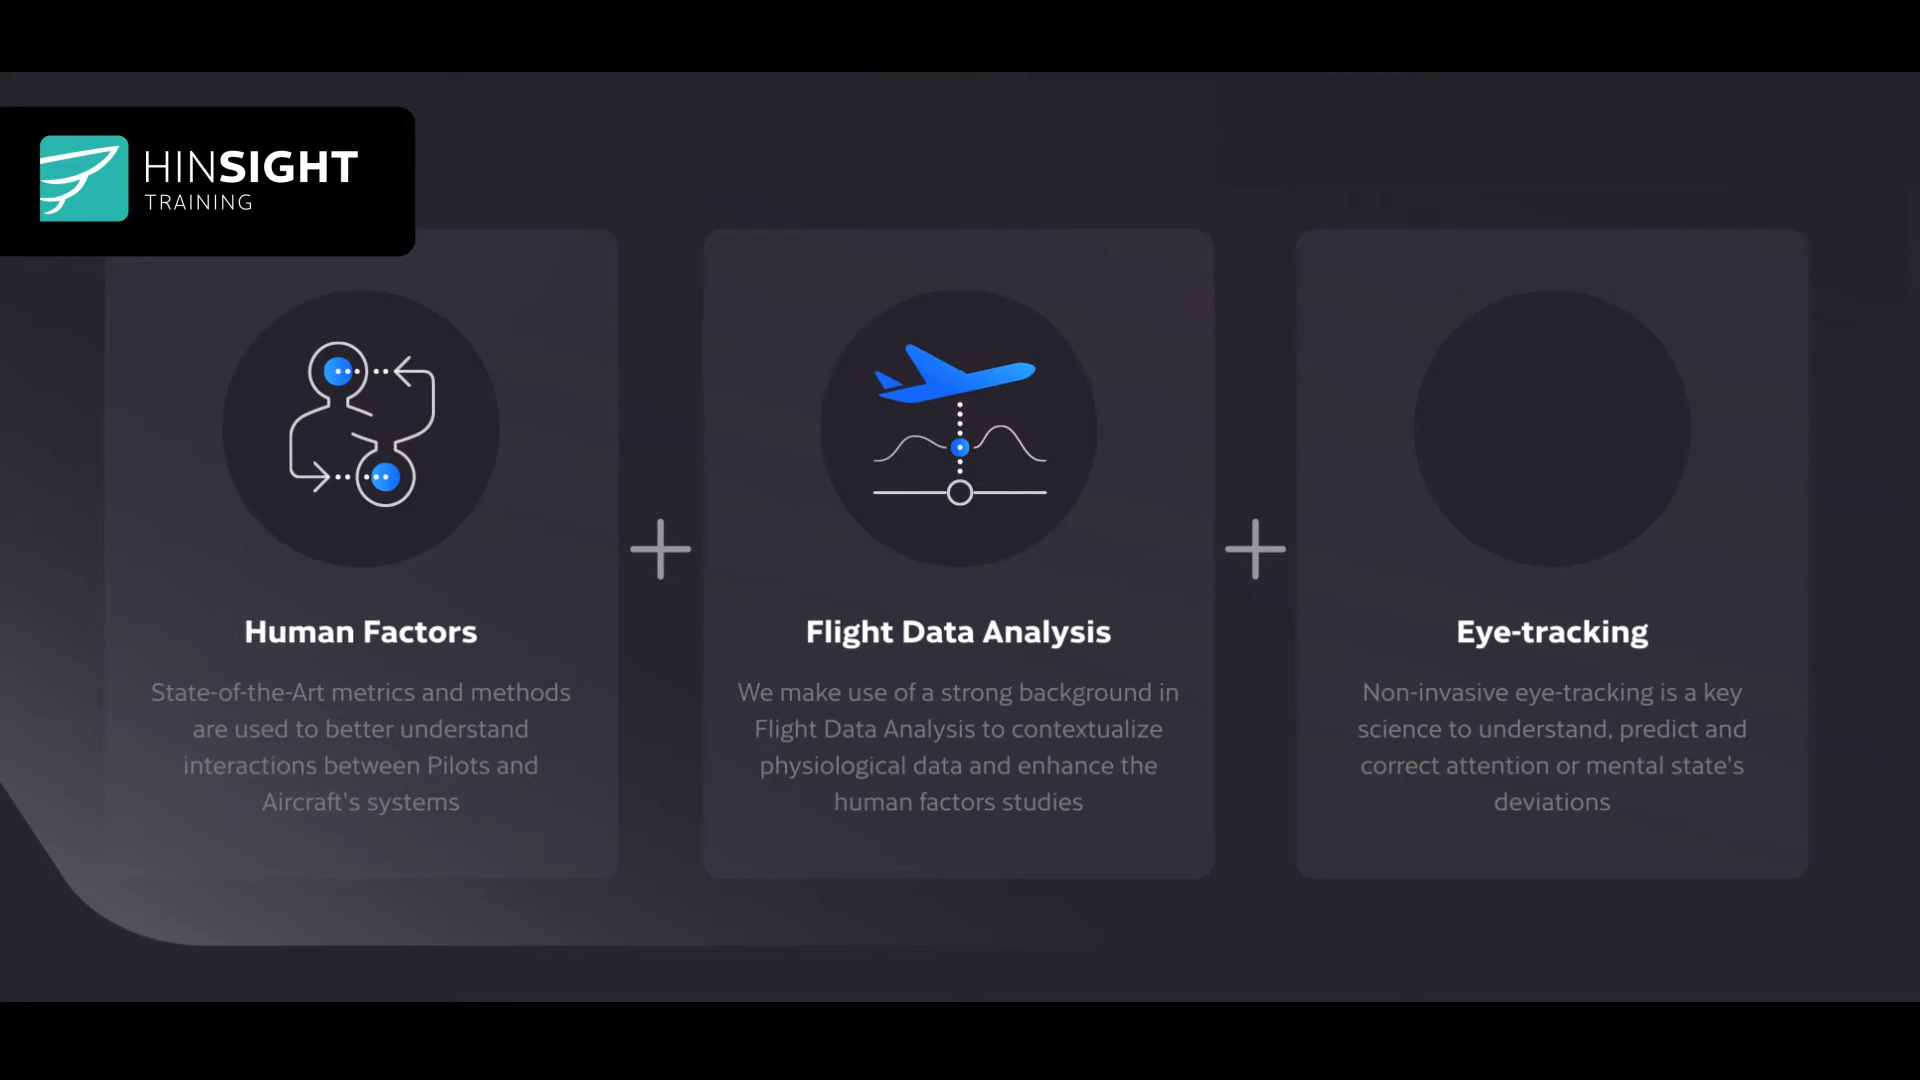 HINSIGHT
TRAINING
Human Factors
State-of-the-Art metrics and methods
are used to better understand
interactions between Pilots and
Aircraft's systems
Flight Data Analysis
We make use of a strong background in
Flight Data Analysis to contextualize
physiological data and enhance the
human factors studies
Eye-tracking
Non-invasive eye-tracking is a key
science to understand, predict and
correct attention or mental state's
deviations